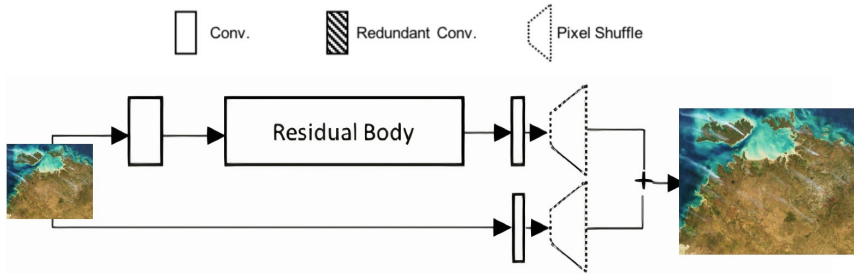 Conv.
Redundant Conv.
Pixel Shuffle
Residual Body
+